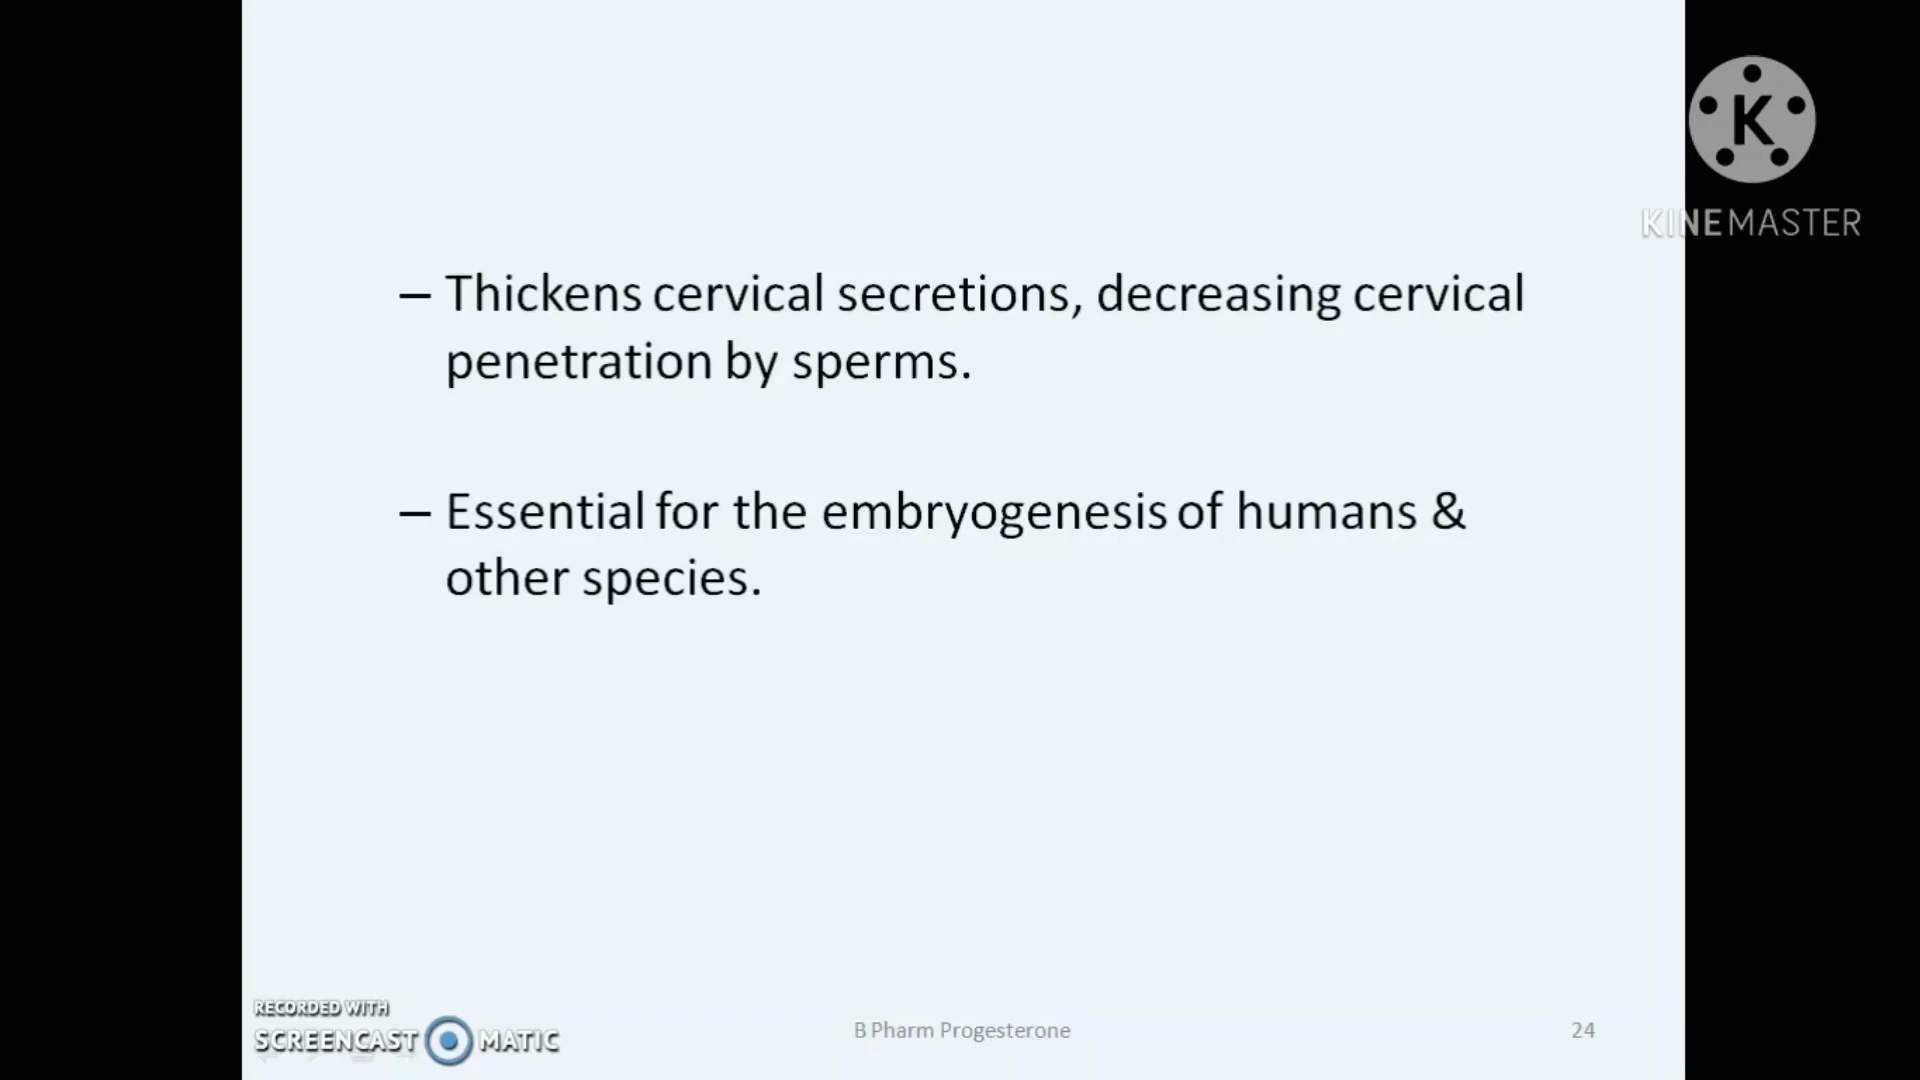 K
KINEMASTER
– Thickens cervical secretions, decreasing cervical
penetration by sperms.
– Essential for the embryogenesis of humans &
other species.
RECORDED WITH
SCREENCAST MATIC
B Pharm Progesterone
24